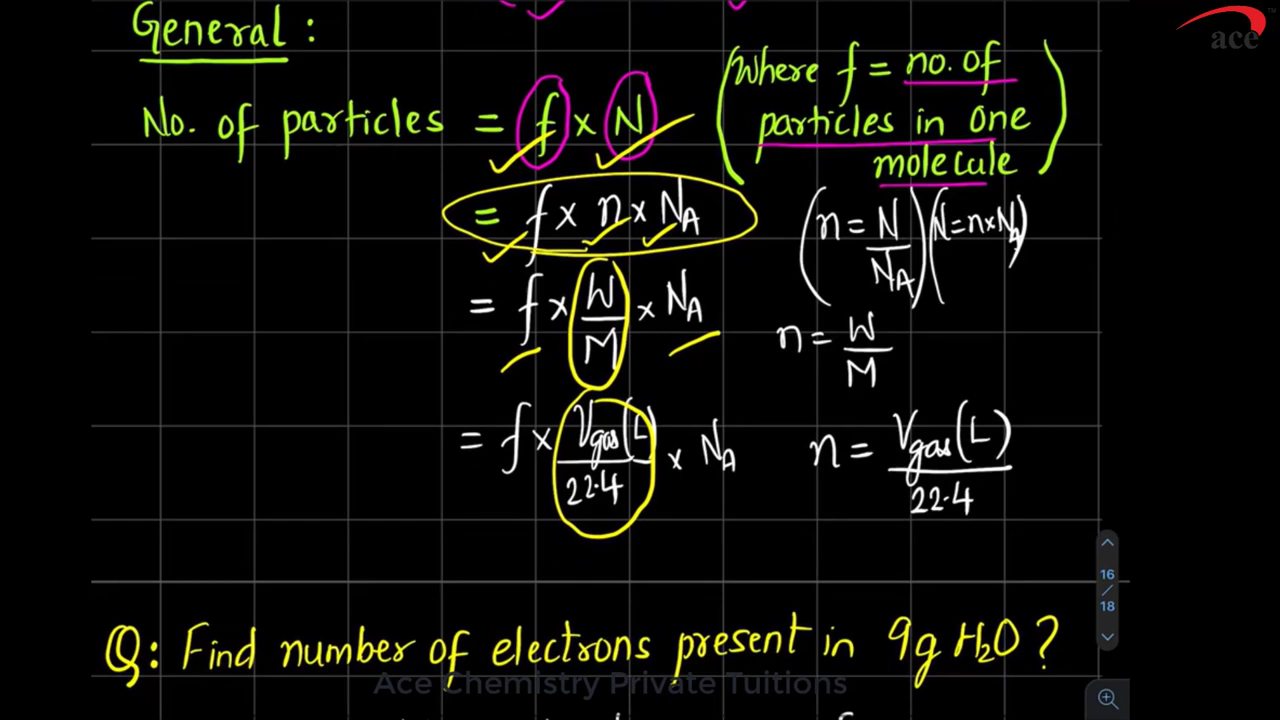 ace
General :
No. of particles = f × N (Where f = no. of
particles in one
molecule)
= f × n × N_A (n = N/N_A) (N = n × N_A)
= f × W/M × N_A n = W/M
= f × V_gas(L)/22.4 × N_A n = V_gas(L)/22.4
16
/
18
Q: Find number of electrons present in 9g H₂O ?
Ace Chemistry Private Tuitions